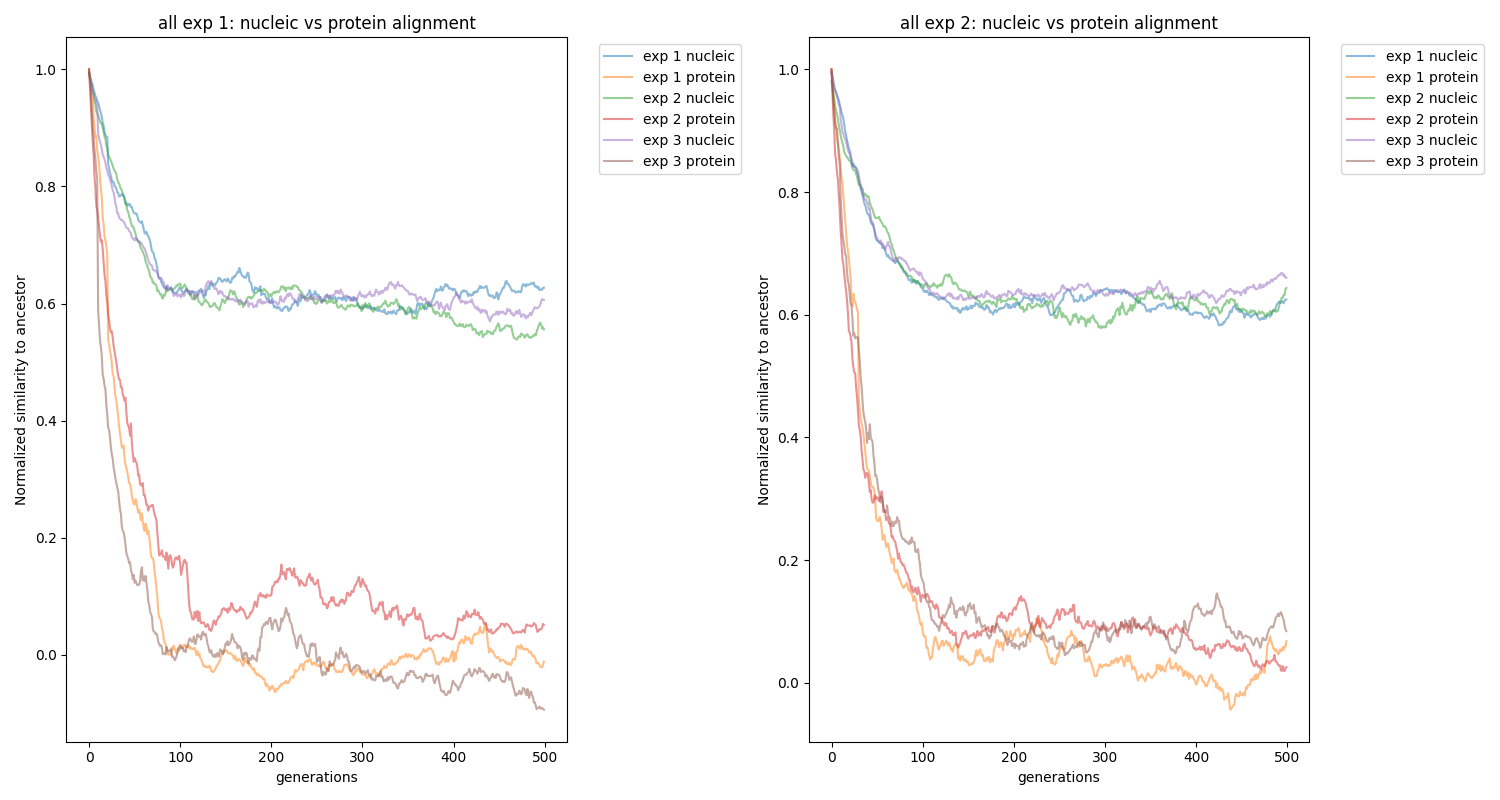 all exp 1: nucleic vs protein alignment
Normalized similarity to ancestor
1.0
0.8
0.6
0.4
0.2
0.0
0 100 200 300 400 500
generations
exp 1 nucleic
exp 1 protein
exp 2 nucleic
exp 2 protein
exp 3 nucleic
exp 3 protein
all exp 2: nucleic vs protein alignment
Normalized similarity to ancestor
1.0
0.8
0.6
0.4
0.2
0.0
0 100 200 300 400 500
generations
exp 1 nucleic
exp 1 protein
exp 2 nucleic
exp 2 protein
exp 3 nucleic
exp 3 protein